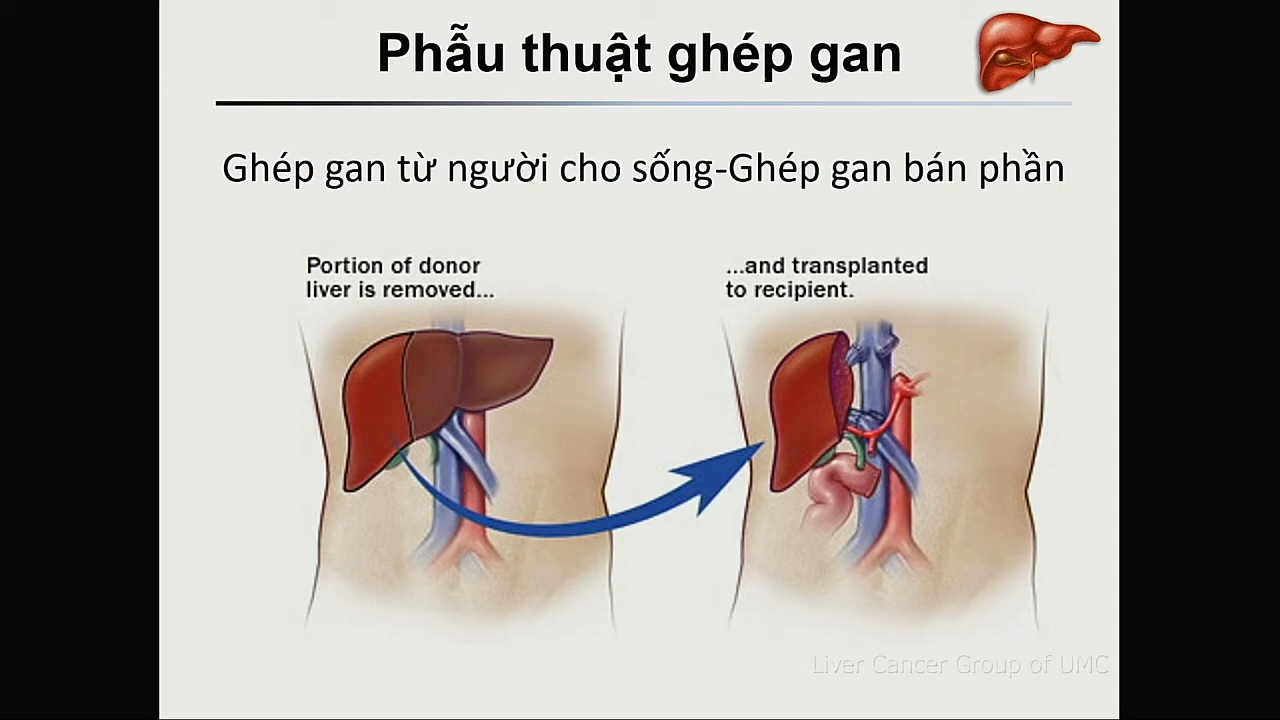 Phẫu thuật ghép gan
Ghép gan từ người cho sống-Ghép gan bán phần
Portion of donor
liver is removed...
...and transplanted
to recipient.
Liver Cancer Group of UMC